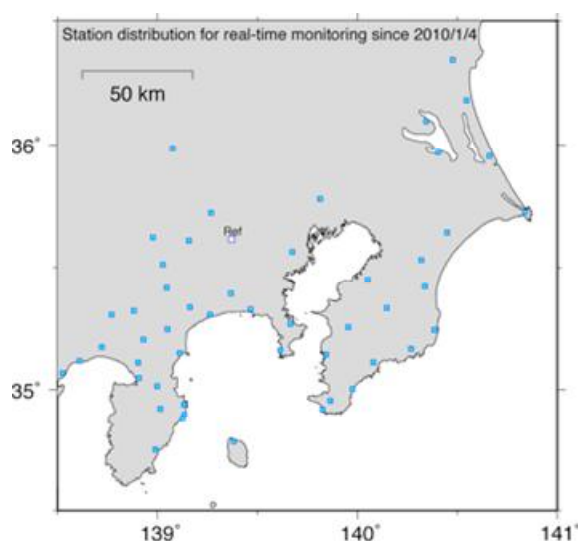 Station distribution for real-time monitoring since 2010/1/4
50 km
36°
Ref
35°
139°
140°
141°